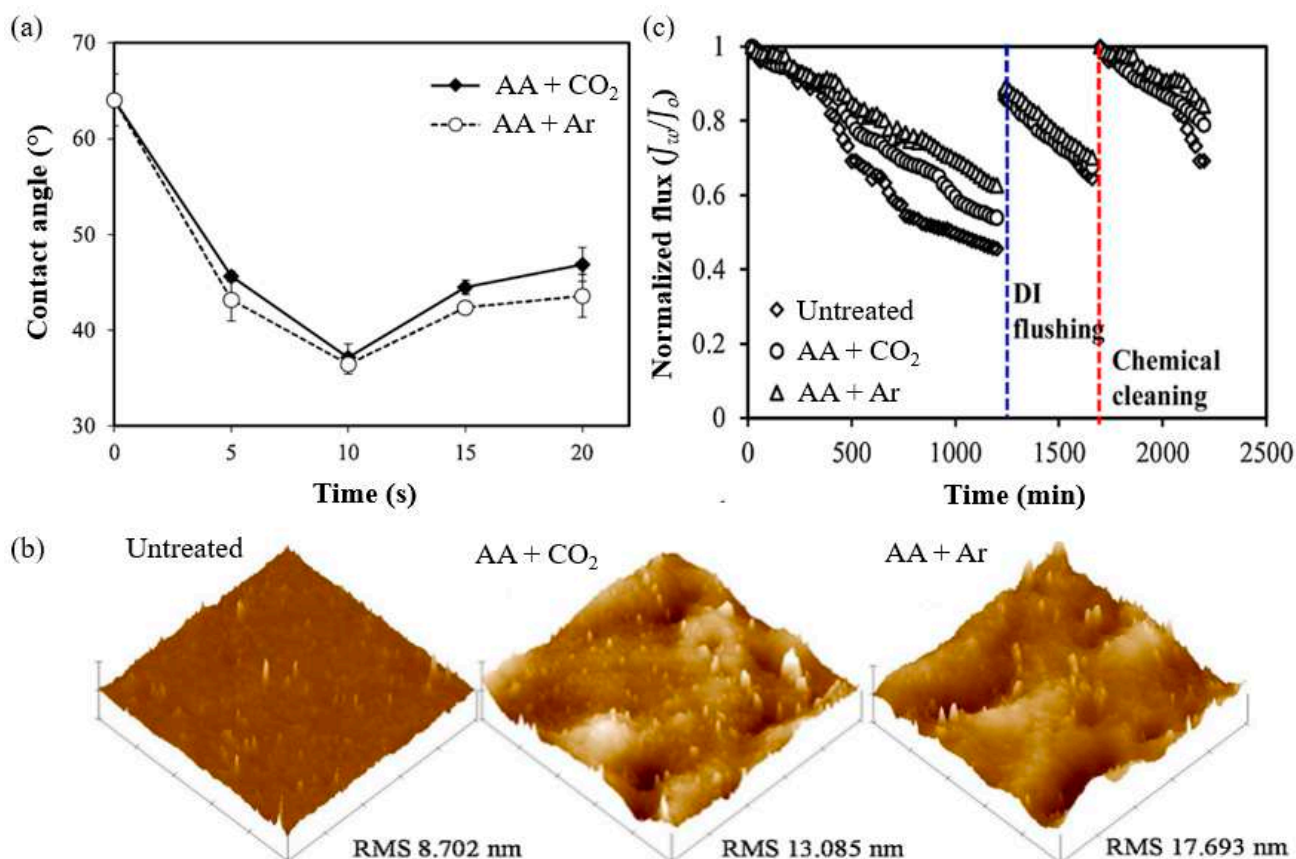 (a)
70
60
50
40
30
Contact angle (°)
AA + CO₂
AA + Ar
0 5 10 15 20
Time (s)
(c)
1
0.8
0.6
0.4
0.2
0
Normalized flux (J_w/J_o)
Untreated
AA + CO₂
AA + Ar
DI
flushing
Chemical
cleaning
0 500 1000 1500 2000 2500
Time (min)
(b)
Untreated
AA + CO₂
AA + Ar
RMS 8.702 nm
RMS 13.085 nm
RMS 17.693 nm